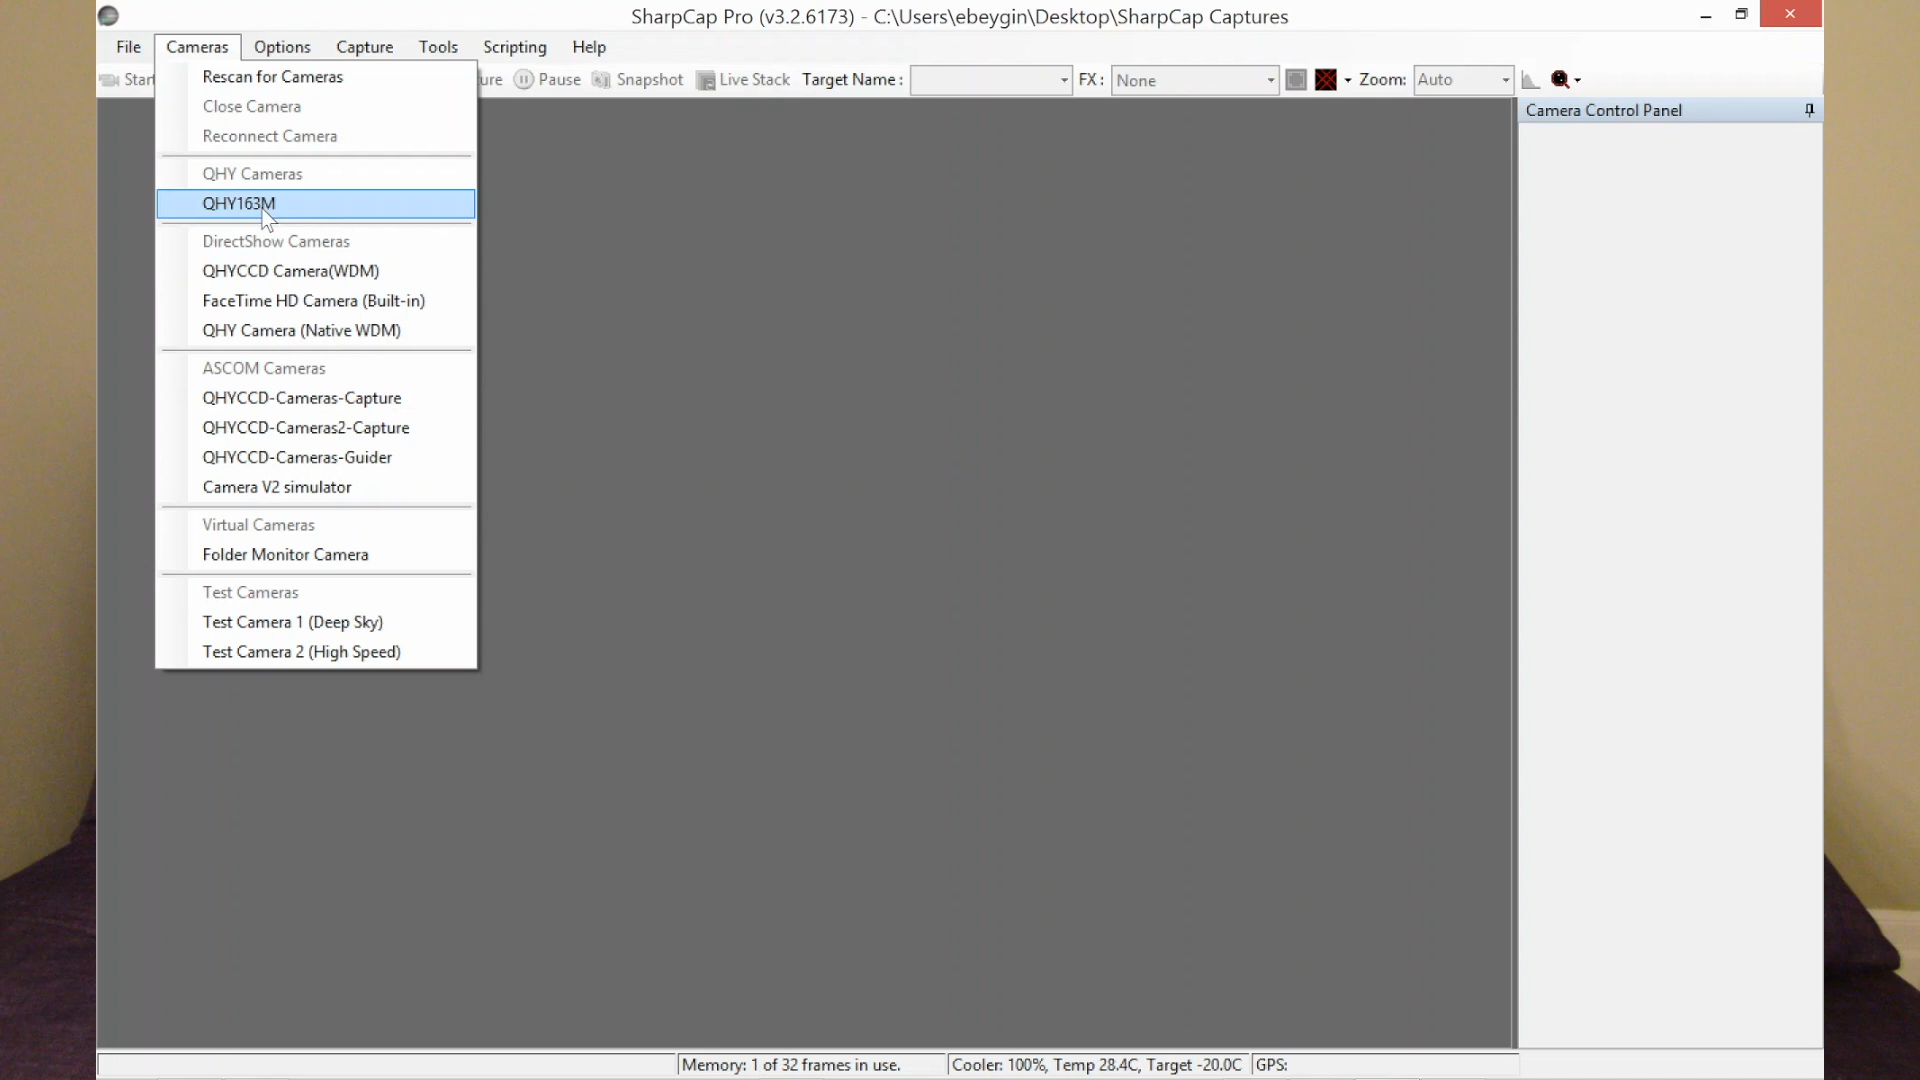 SharpCap Pro (v3.2.6173) - C:\Users\ebeygin\Desktop\SharpCap Captures
File Cameras Options Capture Tools Scripting Help
Start ure Pause Snapshot Live Stack Target Name : FX : None Zoom: Auto
Rescan for Cameras
Close Camera
Reconnect Camera
QHY Cameras
QHY163M
DirectShow Cameras
QHYCCD Camera(WDM)
FaceTime HD Camera (Built-in)
QHY Camera (Native WDM)
ASCOM Cameras
QHYCCD-Cameras-Capture
QHYCCD-Cameras2-Capture
QHYCCD-Cameras-Guider
Camera V2 simulator
Virtual Cameras
Folder Monitor Camera
Test Cameras
Test Camera 1 (Deep Sky)
Test Camera 2 (High Speed)
Camera Control Panel
Memory: 1 of 32 frames in use. Cooler: 100%, Temp 28.4C, Target -20.0C GPS: